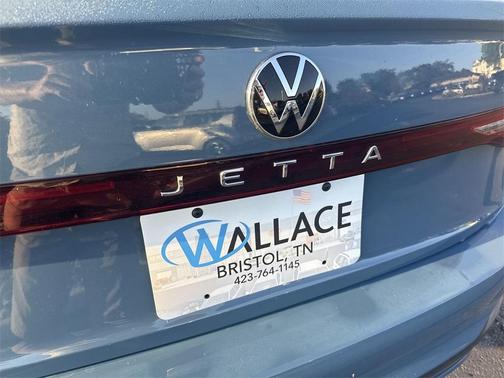 JETTA
WALLACE
BRISTOL, TN
423-764-1145